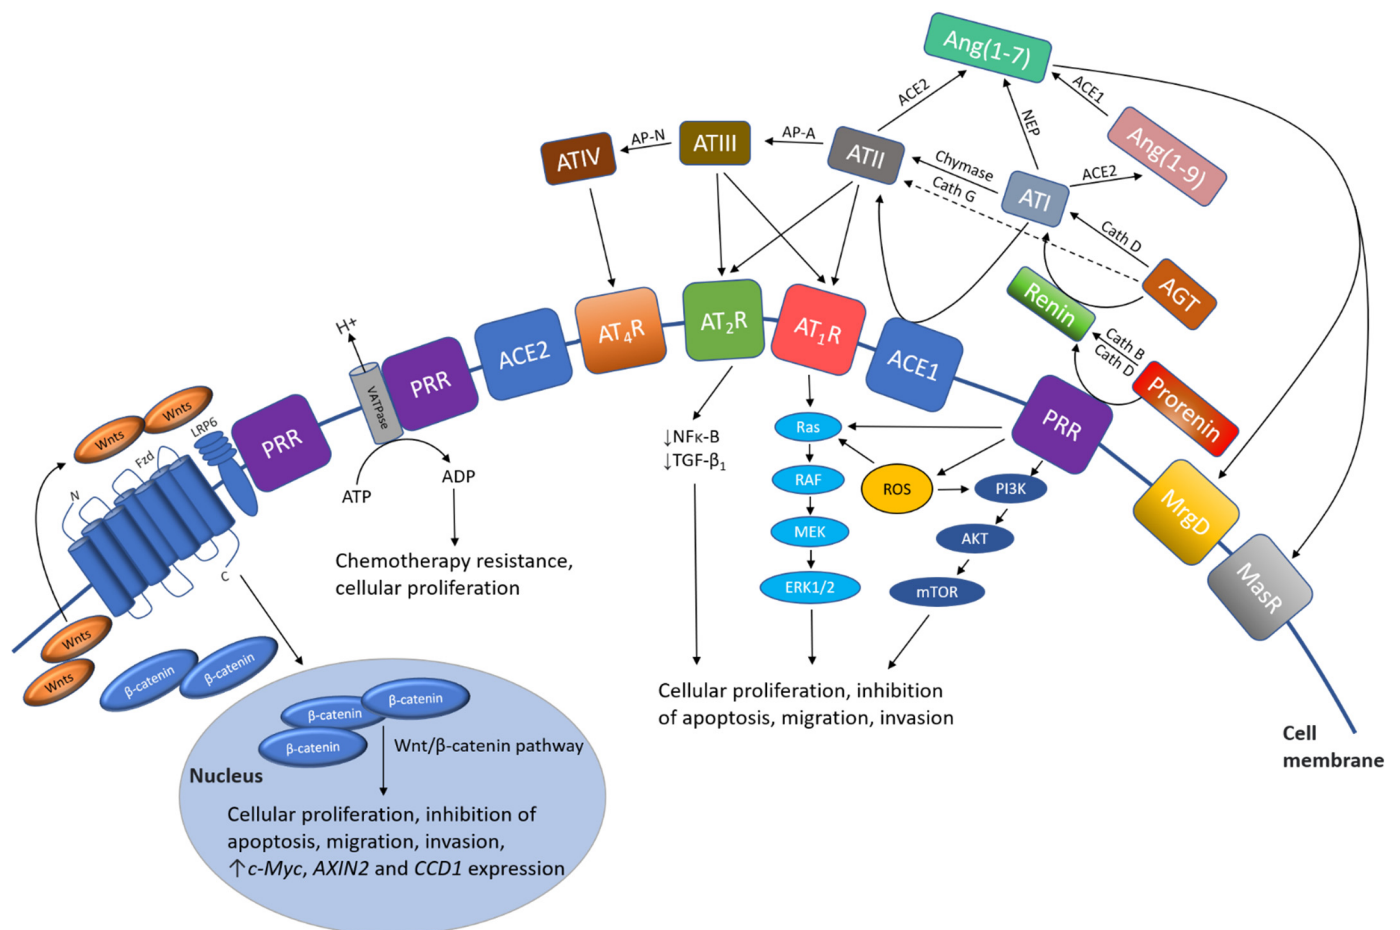 Ang(1-7)
ACE2
ACE1
NEP
Ang(1-9)
AP-N
ATIII
AP-A
ATII
ATIV
Chymase
Cath G
ATI
ACE2
Cath D
AGT
Renin
Cath B
Cath D
Prorenin
H+
VATPase
PRR
ACE2
AT4R
AT2R
AT1R
ACE1
PRR
MrgD
MasR
Wnts
Wnts
LRP6
PRR
Fzd
N
C
ATP
ADP
Chemotherapy resistance,
cellular proliferation
↓NFκ-B
↓TGF-β1
Ras
RAF
MEK
ERK1/2
ROS
PI3K
AKT
mTOR
Cellular proliferation, inhibition
of apoptosis, migration, invasion
Wnts
Wnts
β-catenin
β-catenin
β-catenin
β-catenin
β-catenin
Wnt/β-catenin pathway
Nucleus
Cellular proliferation, inhibition of
apoptosis, migration, invasion,
↑c-Myc, AXIN2 and CCD1 expression
Cell
membrane